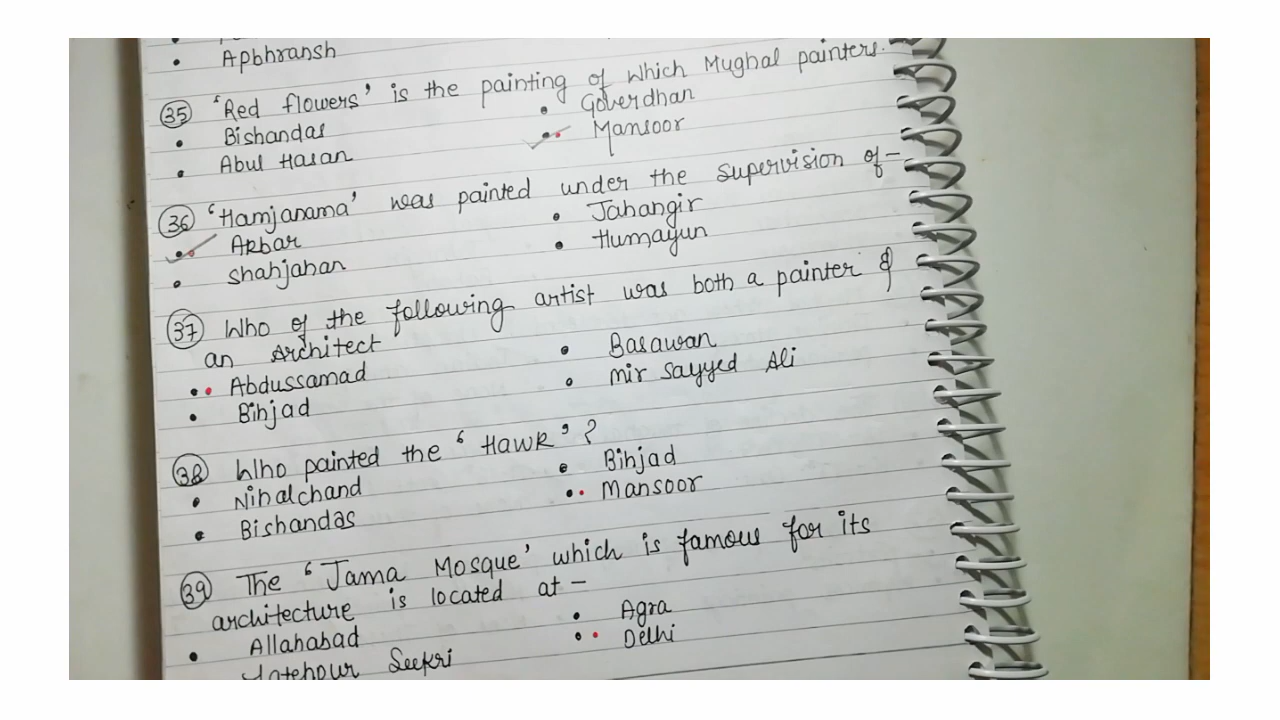 Apbhransh
35 'Red flowers' is the painting of which Mughal painters.
Bishandas
Goverdhan
Abul Hasan
Mansoor
36 'Hamjanama' was painted under the supervision of-
Akbar
Jahangir
Shahjahan
Humayun
37 Who of the following artist was both a painter &
an Architect
Abdussamad
Basawan
Bihjad
mir sayyed Ali
38 Who painted the 'Hawk'?
Nihalchand
Bihjad
Bishandas
Mansoor
39 The 'Jama Mosque' which is famous for its
architecture is located at -
Allahabad
Agra
Seekri
Delhi